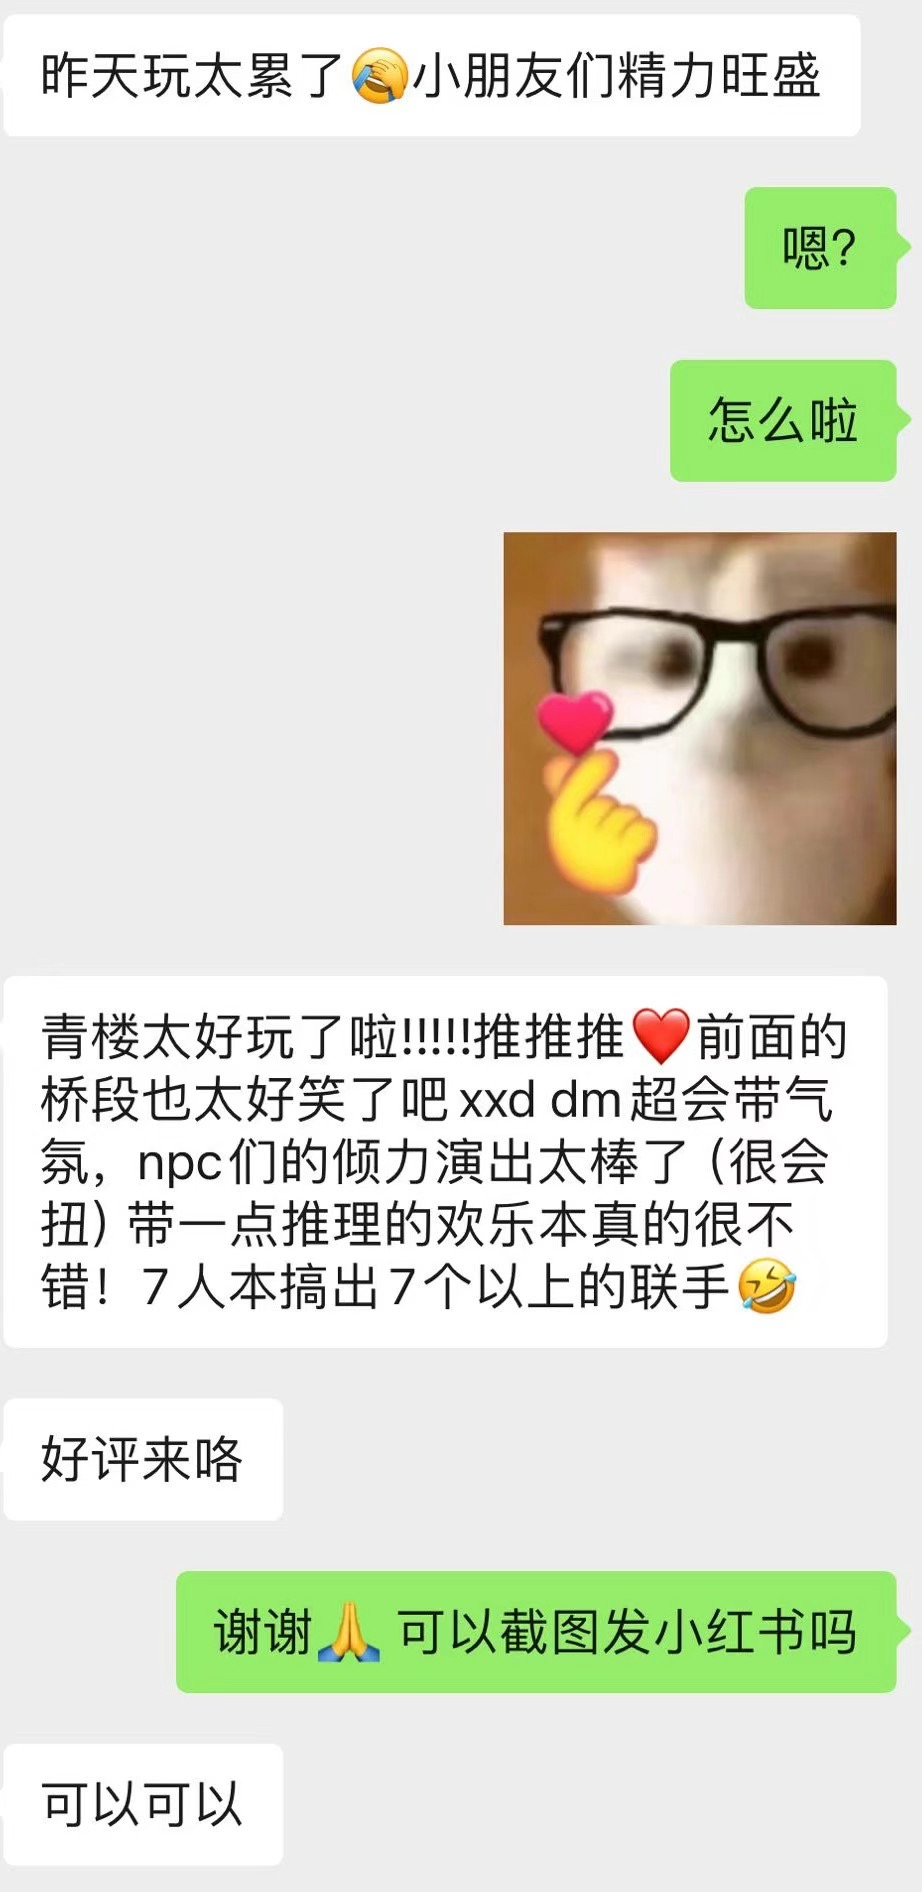 昨天玩太累了🤦小朋友们精力旺盛
嗯？
怎么啦
青楼太好玩了啦!!!!!推推推❤️前面的
桥段也太好笑了吧xxd dm超会带气
氛，npc们的倾力演出太棒了（很会
扭）带一点推理的欢乐本真的很不
错！7人本搞出7个以上的联手🤣
好评来咯
谢谢🙏 可以截图发小红书吗
可以可以